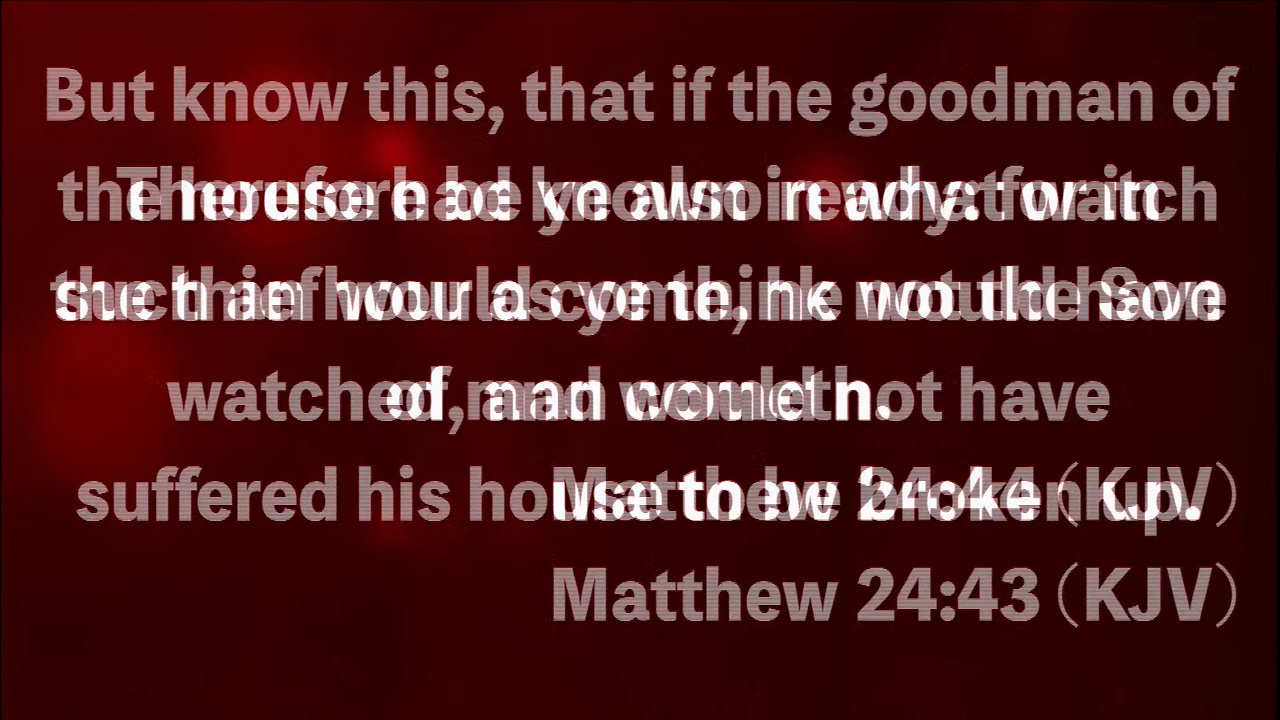 But know this, that if the goodman of
the house had known in what watch
the thief would come, he would have
watched, and would not have
suffered his house to be broken up.
Matthew 24:43 (KJV)
Therefore be ye also ready: for in
such an hour as ye think not the Son
of man cometh.
Matthew 24:44 (KJV)